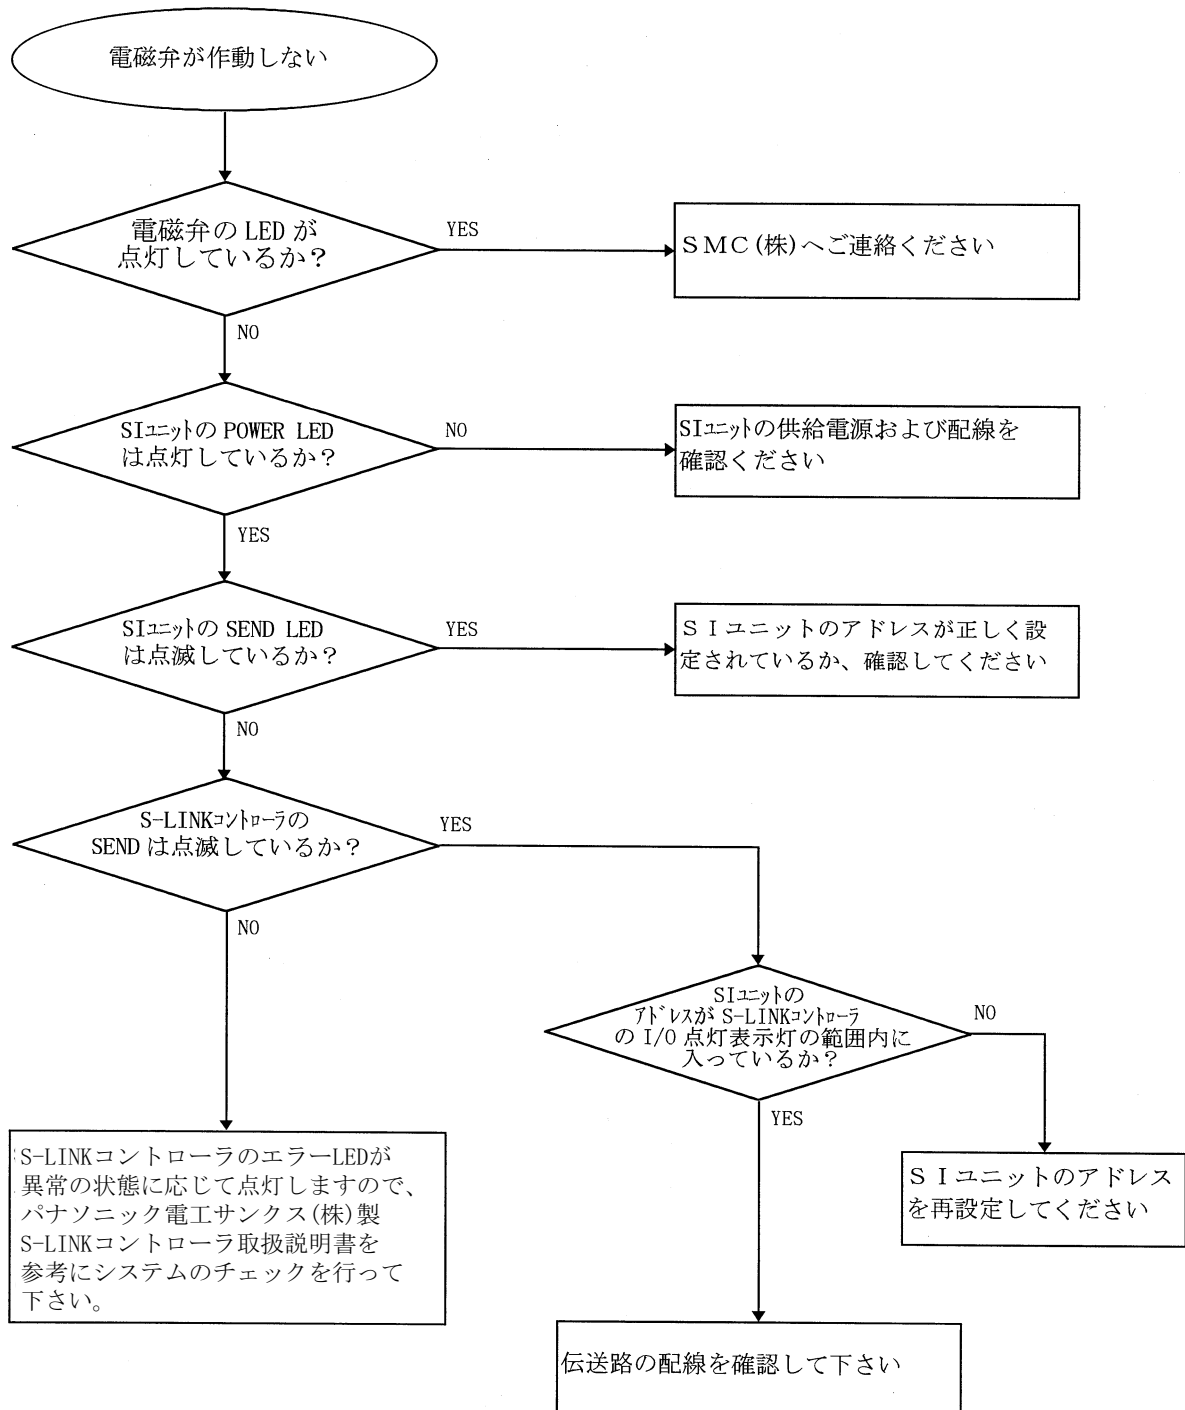 電磁弁が作動しない
電磁弁の LED が
点灯しているか？
YES
SMC(株)へご連絡ください
NO
SIﾕﾆｯﾄの POWER LED
は点灯しているか？
NO
SIﾕﾆｯﾄの供給電源および配線を
確認ください
YES
SIﾕﾆｯﾄの SEND LED
は点滅しているか？
YES
ＳＩユニットのアドレスが正しく設
定されているか、確認してください
NO
S-LINKｺﾝﾄﾛｰﾗの
SEND は点滅しているか？
YES
NO
SIﾕﾆｯﾄの
ｱﾄﾞﾚｽが S-LINKｺﾝﾄﾛｰﾗ
の I/O 点灯表示灯の範囲内に
入っているか？
NO
YES
S-LINKコントローラのエラーLEDが
異常の状態に応じて点灯しますので、
パナソニック電工サンクス(株)製
S-LINKコントローラ取扱説明書を
参考にシステムのチェックを行って
下さい。
ＳＩユニットのアドレス
を再設定してください
伝送路の配線を確認して下さい